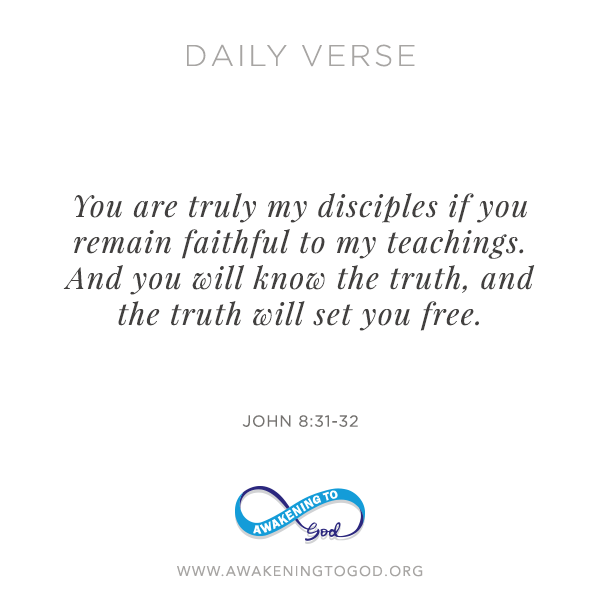 DAILY VERSE
You are truly my disciples if you
remain faithful to my teachings.
And you will know the truth, and
the truth will set you free.
JOHN 8:31-32
AWAKENING TO
God
WWW.AWAKENINGTOGOD.ORG